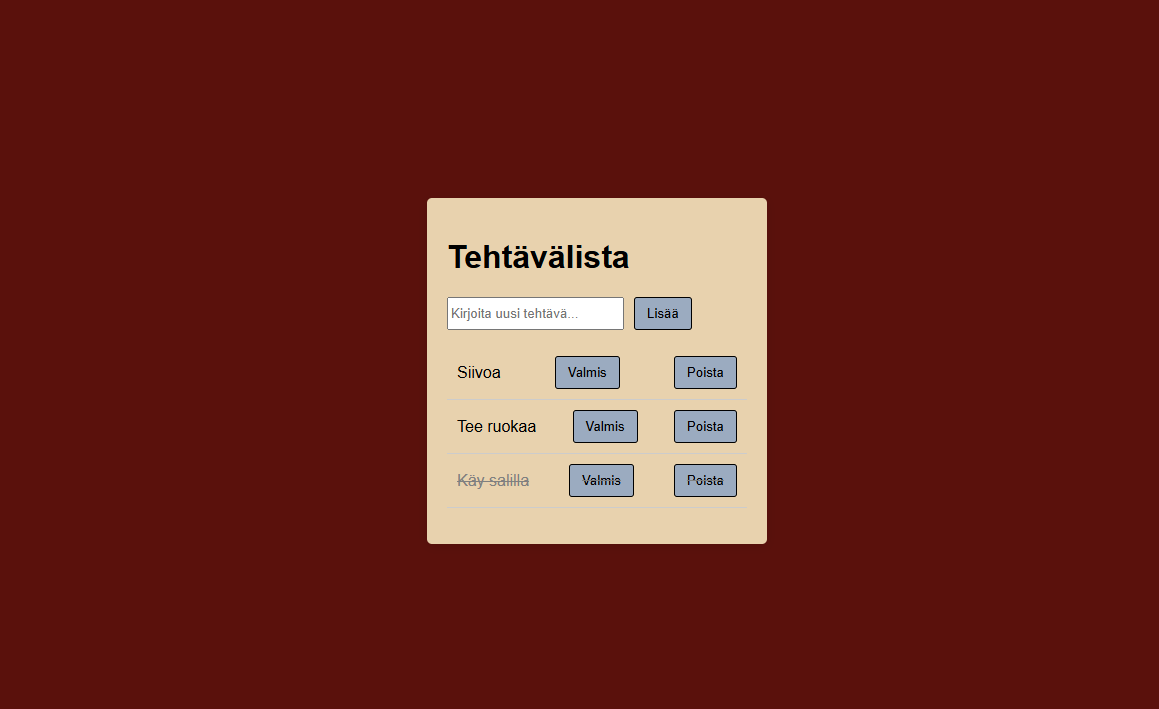 Tehtävälista
Kirjoita uusi tehtävä... Lisää
Siivoa Valmis Poista
Tee ruokaa Valmis Poista
Käy salilla Valmis Poista